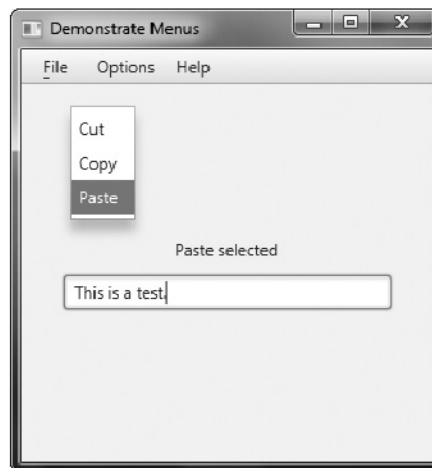 Demonstrate Menus
File Options Help
Cut
Copy
Paste
Paste selected
This is a test.